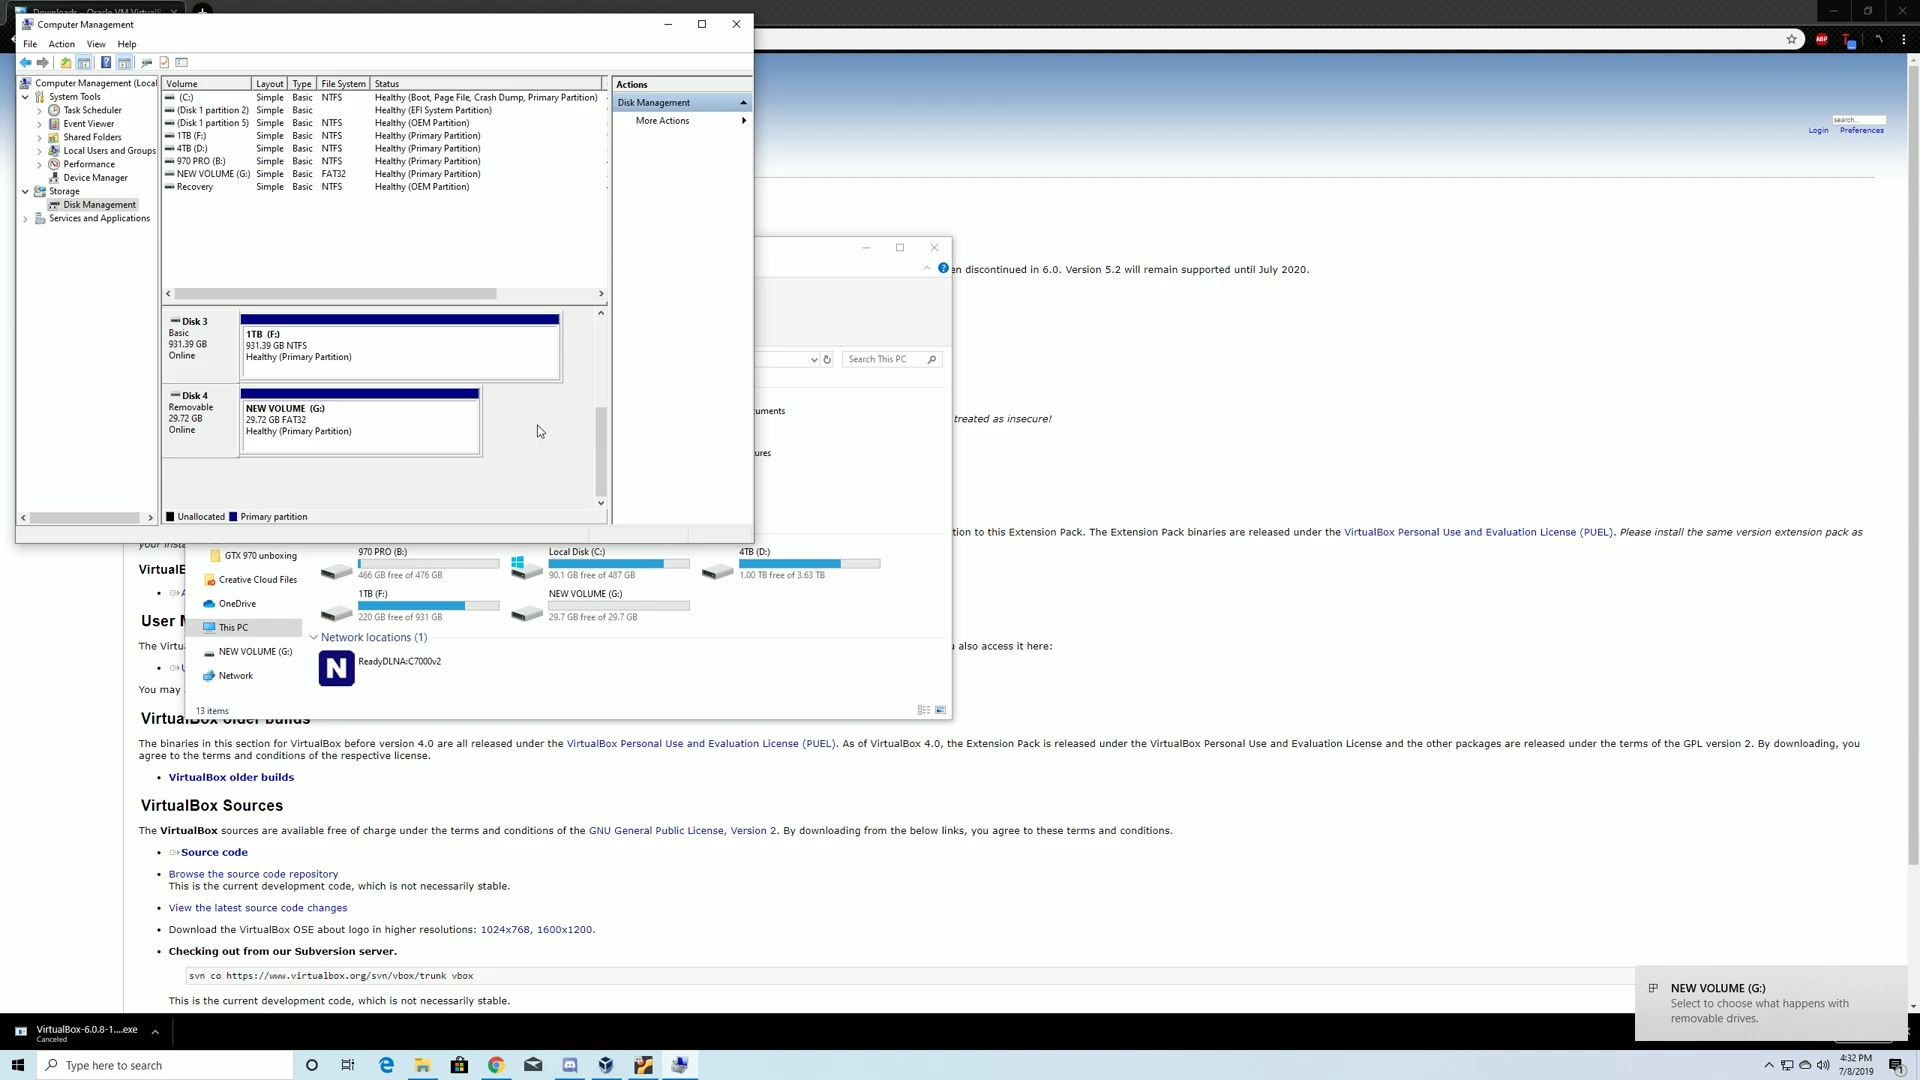 Downloads – Oracle VM VirtualB
Computer Management
File Action View Help
Computer Management (Local
System Tools
Task Scheduler
Event Viewer
Shared Folders
Local Users and Groups
Performance
Device Manager
Storage
Disk Management
Services and Applications
Volume Layout Type File System Status
(C:) Simple Basic NTFS Healthy (Boot, Page File, Crash Dump, Primary Partition)
(Disk 1 partition 2) Simple Basic Healthy (EFI System Partition)
(Disk 1 partition 5) Simple Basic NTFS Healthy (OEM Partition)
1TB (F:) Simple Basic NTFS Healthy (Primary Partition)
4TB (D:) Simple Basic NTFS Healthy (Primary Partition)
970 PRO (B:) Simple Basic NTFS Healthy (Primary Partition)
NEW VOLUME (G:) Simple Basic FAT32 Healthy (Primary Partition)
Recovery Simple Basic NTFS Healthy (OEM Partition)
Actions
Disk Management
More Actions
Disk 3
Basic
931.39 GB
Online
1TB (F:)
931.39 GB NTFS
Healthy (Primary Partition)
Disk 4
Removable
29.72 GB
Online
NEW VOLUME (G:)
29.72 GB FAT32
Healthy (Primary Partition)
Unallocated Primary partition
ABP
search...
Login Preferences
en discontinued in 6.0. Version 5.2 will remain supported until July 2020.
Search This PC
uments
treated as insecure!
ures
tion to this Extension Pack. The Extension Pack binaries are released under the VirtualBox Personal Use and Evaluation License (PUEL). Please install the same version extension pack as
your insta
GTX 970 unboxing
Creative Cloud Files
OneDrive
This PC
NEW VOLUME (G:)
Network
970 PRO (B:)
466 GB free of 476 GB
Local Disk (C:)
90.1 GB free of 487 GB
4TB (D:)
1.00 TB free of 3.63 TB
1TB (F:)
220 GB free of 931 GB
NEW VOLUME (G:)
29.7 GB free of 29.7 GB
Network locations (1)
N
ReadyDLNA:C7000v2
13 items
VirtualE
User M
The Virtua
u also access it here:
You may
VirtualBox older builds
The binaries in this section for VirtualBox before version 4.0 are all released under the VirtualBox Personal Use and Evaluation License (PUEL). As of VirtualBox 4.0, the Extension Pack is released under the VirtualBox Personal Use and Evaluation License and the other packages are released under the terms of the GPL version 2. By downloading, you
agree to the terms and conditions of the respective license.
VirtualBox older builds
VirtualBox Sources
The VirtualBox sources are available free of charge under the terms and conditions of the GNU General Public License, Version 2. By downloading from the below links, you agree to these terms and conditions.
Source code
Browse the source code repository
This is the current development code, which is not necessarily stable.
View the latest source code changes
Download the VirtualBox OSE about logo in higher resolutions: 1024x768, 1600x1200.
Checking out from our Subversion server.
svn co https://www.virtualbox.org/svn/vbox/trunk vbox
This is the current development code, which is not necessarily stable.
NEW VOLUME (G:)
Select to choose what happens with
removable drives.
VirtualBox-6.0.8-1....exe
Canceled
Type here to search
4:32 PM
7/8/2019